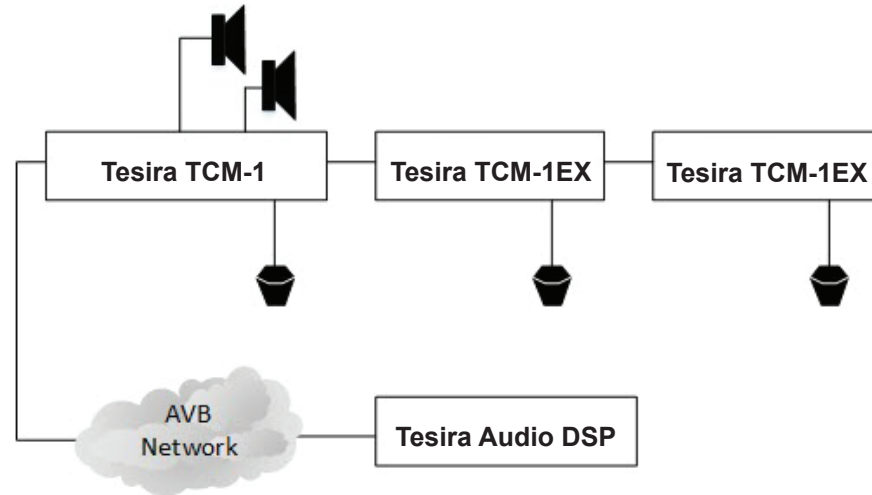 Tesira TCM-1
Tesira TCM-1EX
Tesira TCM-1EX
AVB
Network
Tesira Audio DSP